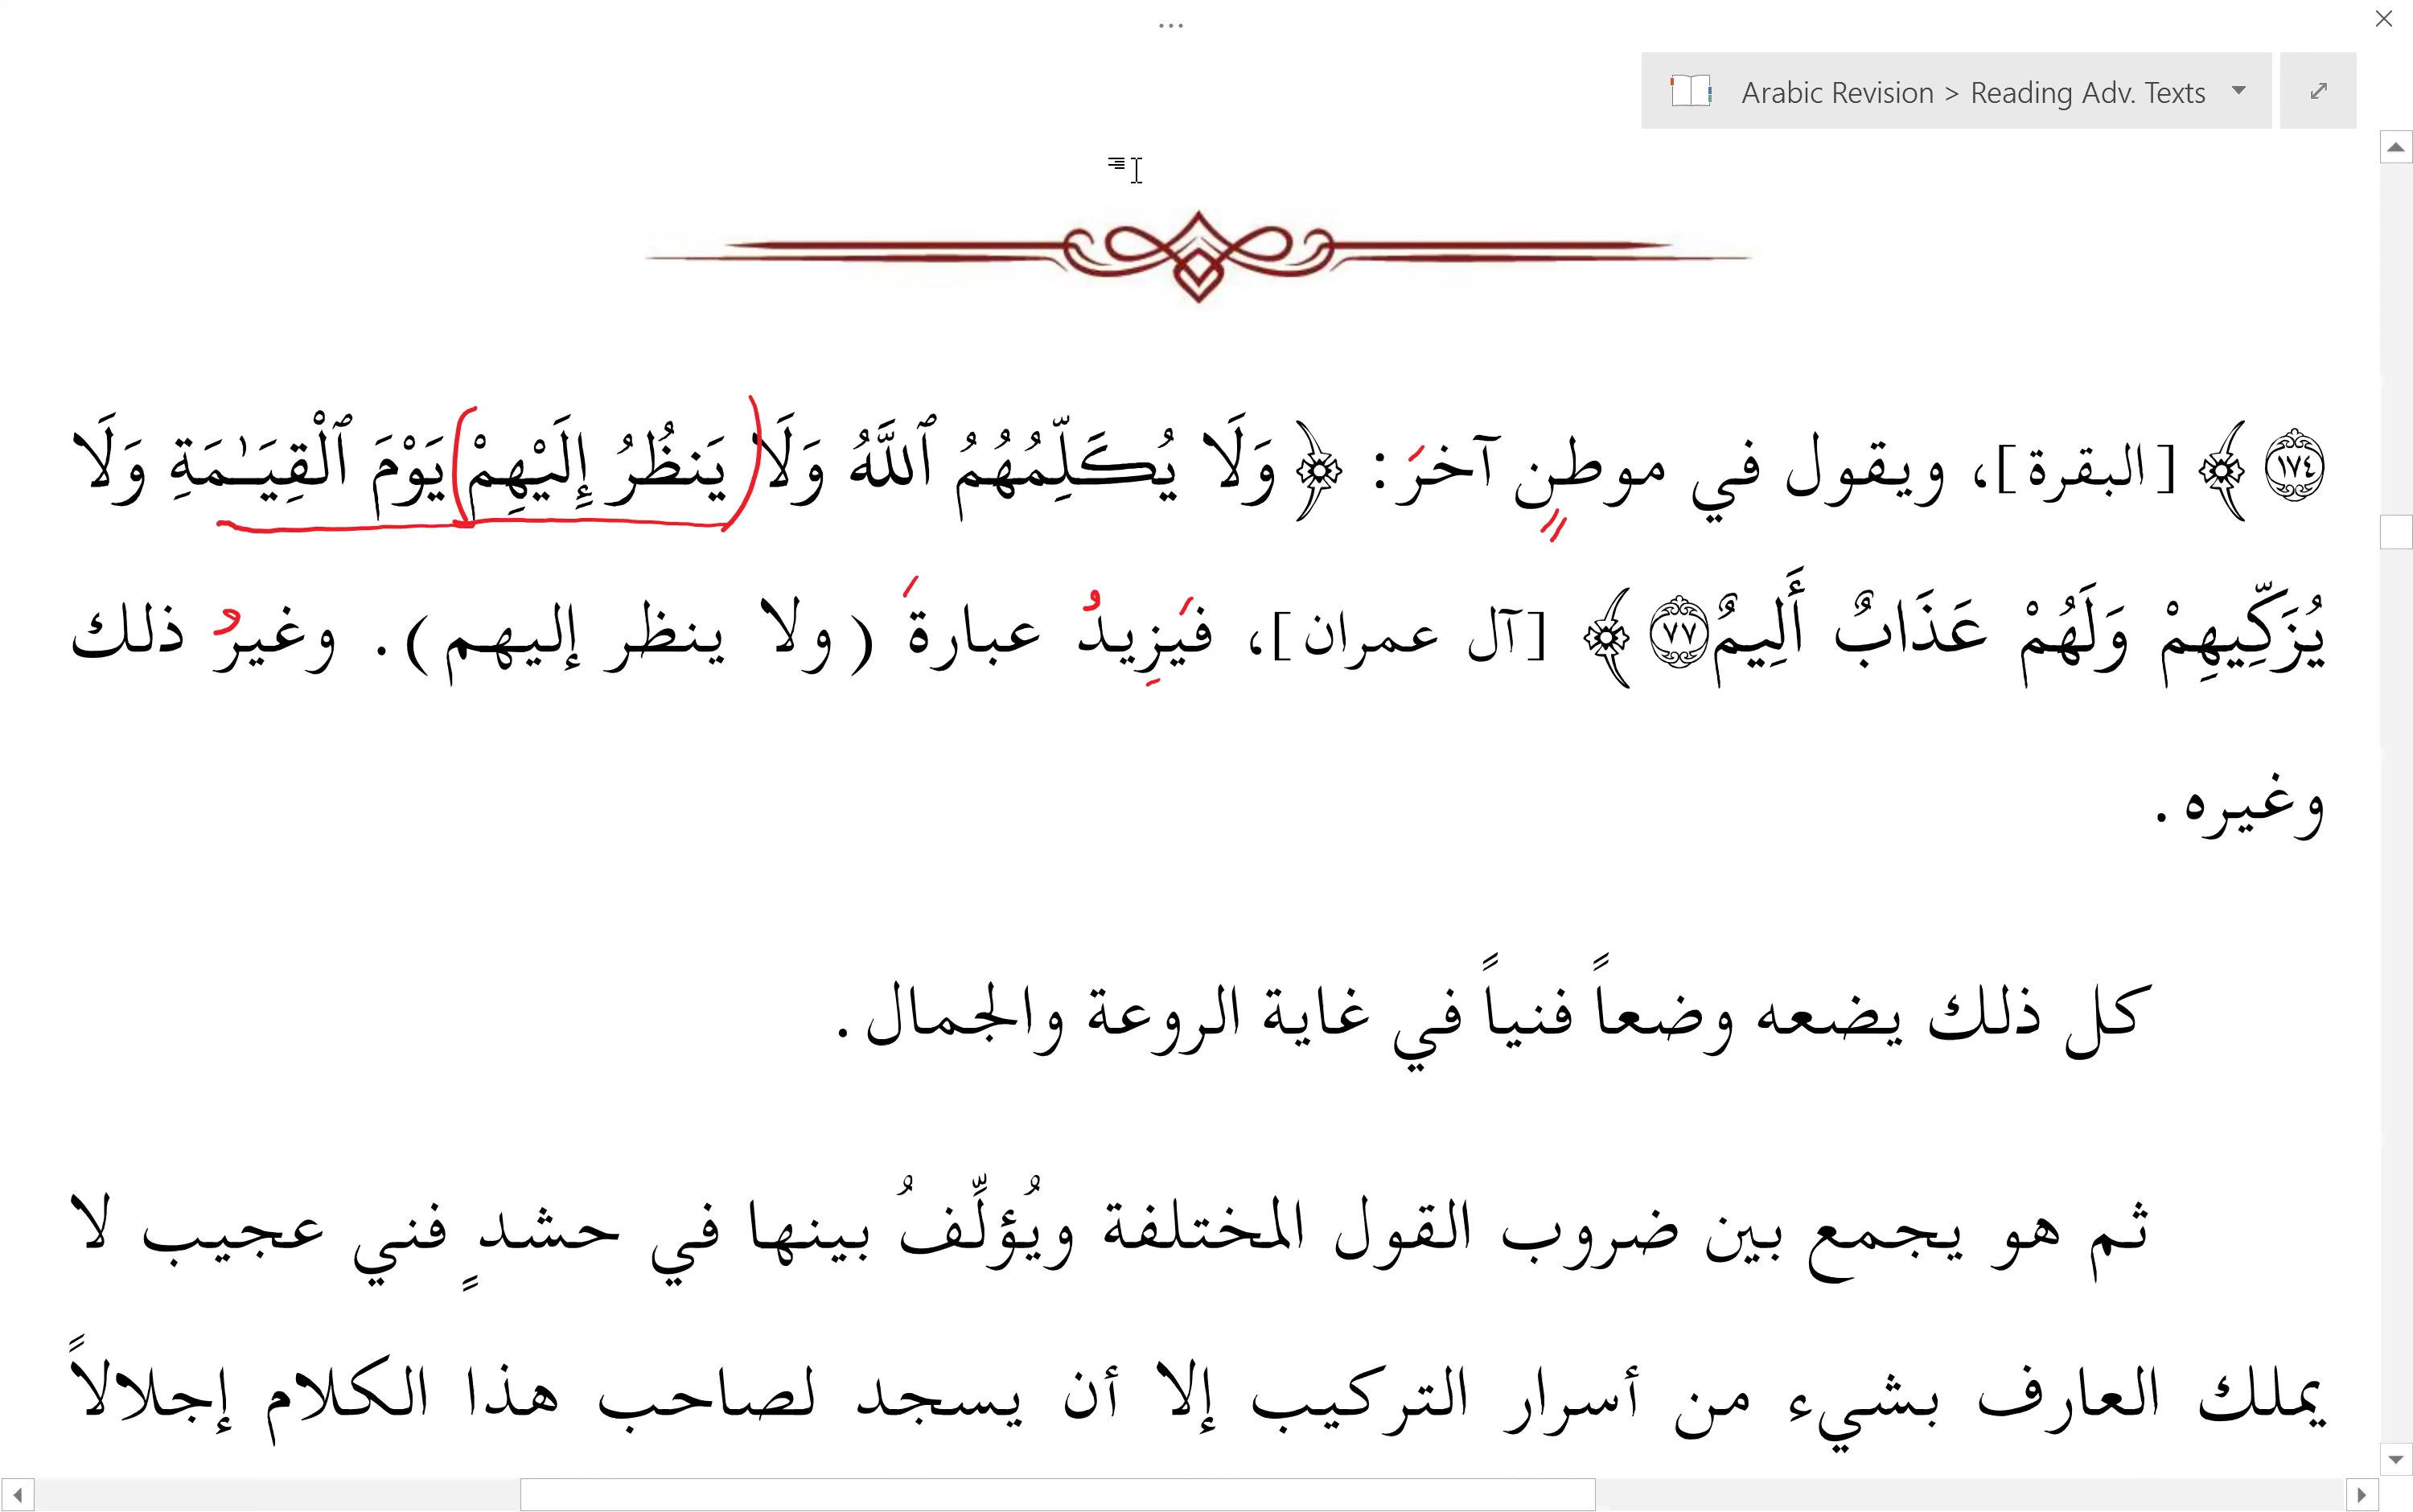 Arabic Revision > Reading Adv. Texts
١٧٤ ﴾ [البقرة]، ويقول في موطنٍ آخرَ: ﴿ وَلَا يُكَلِّمُهُمُ ٱللَّهُ وَلَا يَنظُرُ إِلَيْهِمْ يَوْمَ ٱلْقِيَـٰمَةِ وَلَا
يُزَكِّيهِمْ وَلَهُمْ عَذَابٌ أَلِيمٌ ٧٧ ﴾ [آل عمران]، فيَزِيدُ عبارةَ (ولا ينظر إليهم). وغيرُ ذلك
وغيره.
كل ذلك يضعه وضعاً فنياً في غاية الروعة والجمال.
ثم هو يجمع بين ضروب القول المختلفة ويُؤلِّفُ بينها في حشدٍ فني عجيب لا
يملك العارف بشيء من أسرار التركيب إلا أن يسجد لصاحب هذا الكلام إجلالاً